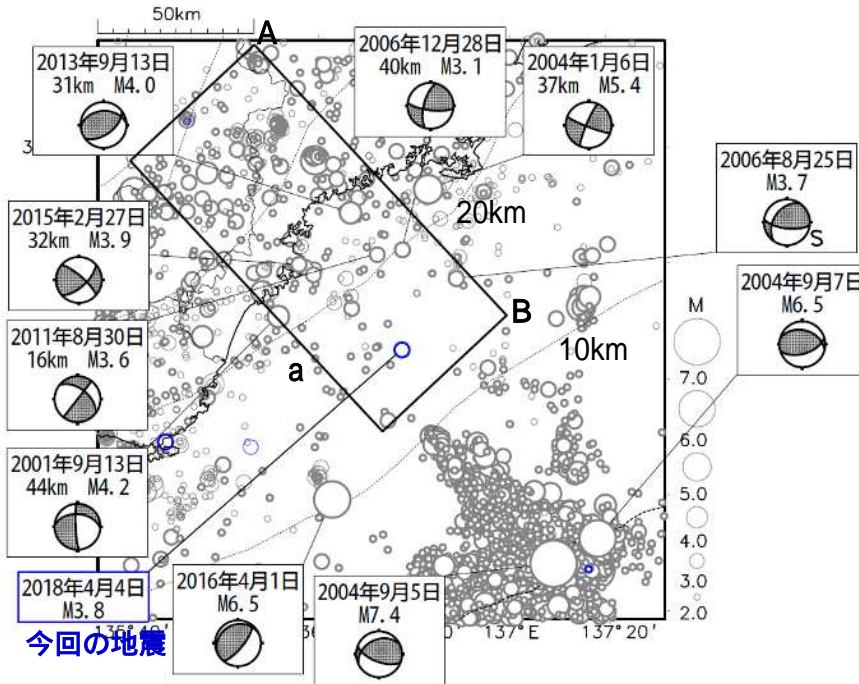 50km
A
2013年9月13日
31km M4.0
2006年12月28日
40km M3.1
2004年1月6日
37km M5.4
2006年8月25日
M3.7
S
20km
2015年2月27日
32km M3.9
2004年9月7日
M6.5
B
10km
M
7.0
6.0
5.0
4.0
3.0
2.0
a
2011年8月30日
16km M3.6
2001年9月13日
44km M4.2
2018年4月4日
M3.8
今回の地震
2016年4月1日
M6.5
2004年9月5日
M7.4
137°E
137°20'